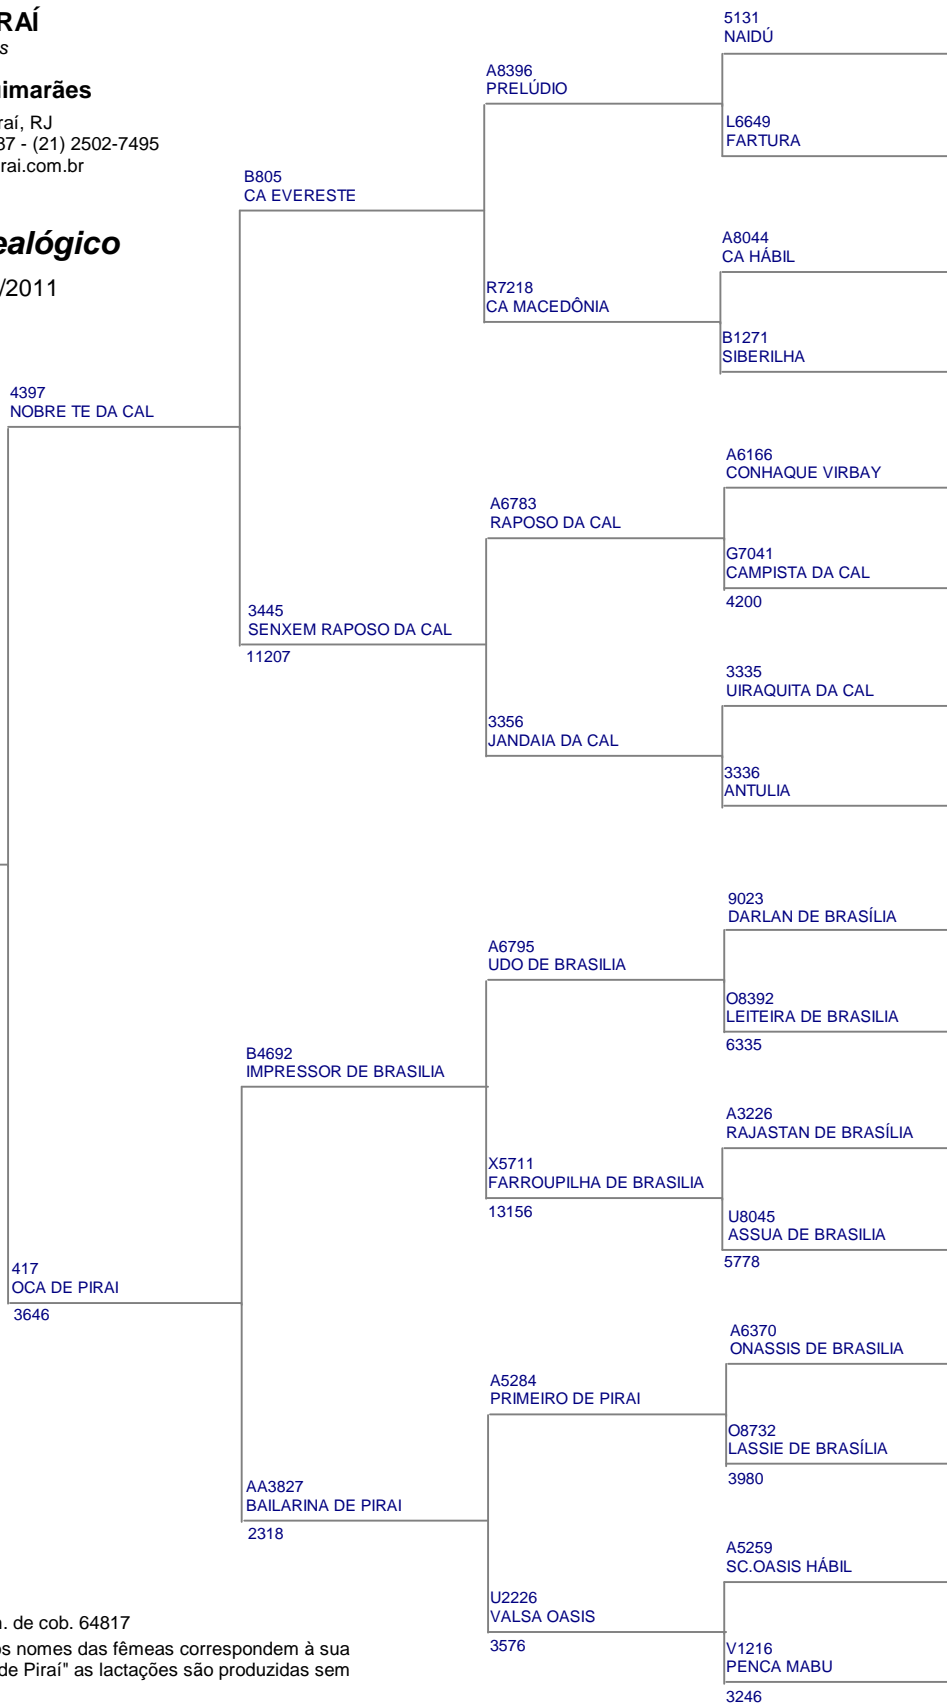 RAÍ
s
uimarães
raí, RJ
37 - (21) 2502-7495
rai.com.br
ealógico
/2011
5131
NAIDÚ
A8396
PRELÚDIO
L6649
FARTURA
B805
CA EVERESTE
A8044
CA HÁBIL
R7218
CA MACEDÔNIA
B1271
SIBERILHA
4397
NOBRE TE DA CAL
A6166
CONHAQUE VIRBAY
A6783
RAPOSO DA CAL
G7041
CAMPISTA DA CAL
4200
3445
SENXEM RAPOSO DA CAL
11207
3335
UIRAQUITA DA CAL
3356
JANDAIA DA CAL
3336
ANTULIA
9023
DARLAN DE BRASÍLIA
A6795
UDO DE BRASILIA
O8392
LEITEIRA DE BRASILIA
6335
B4692
IMPRESSOR DE BRASILIA
A3226
RAJASTAN DE BRASÍLIA
X5711
FARROUPILHA DE BRASILIA
13156
U8045
ASSUA DE BRASILIA
5778
417
OCA DE PIRAI
3646
A6370
ONASSIS DE BRASILIA
A5284
PRIMEIRO DE PIRAI
O8732
LASSIE DE BRASÍLIA
3980
AA3827
BAILARINA DE PIRAI
2318
A5259
SC.OASIS HÁBIL
U2226
VALSA OASIS
3576
V1216
PENCA MABU
3246
. de cob. 64817
os nomes das fêmeas correspondem à sua
de Piraí" as lactações são produzidas sem